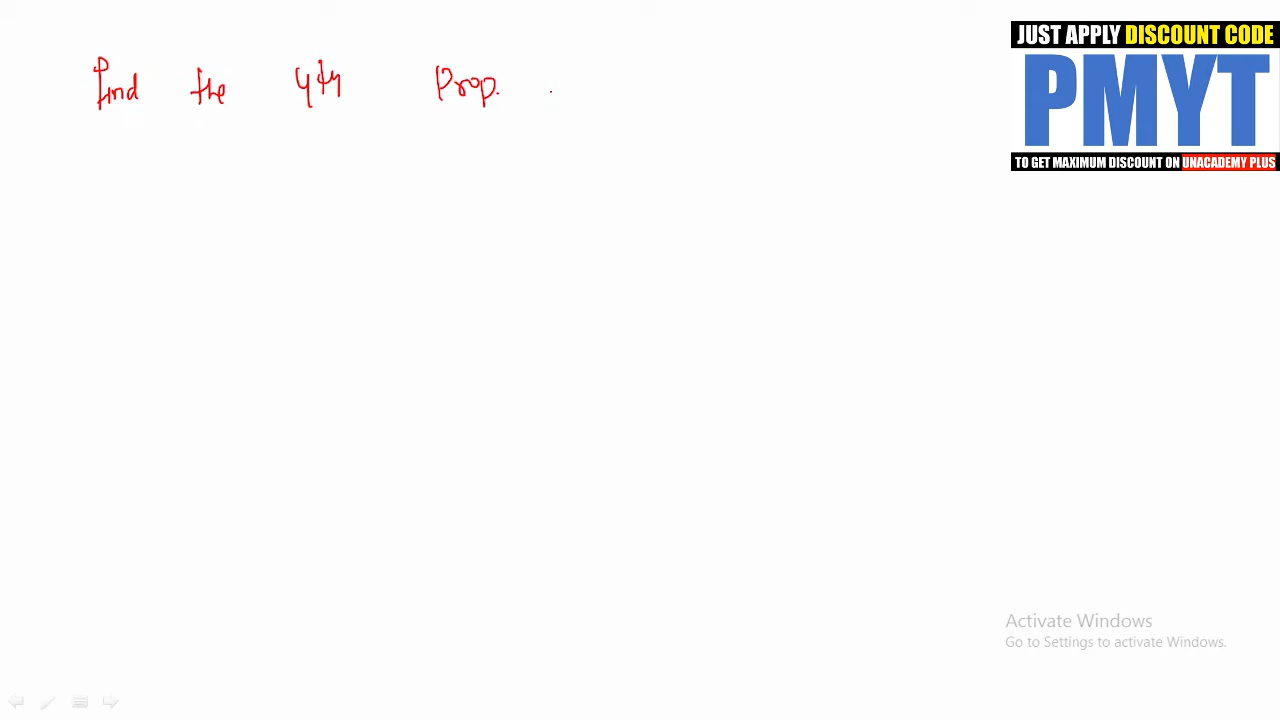 find the 4th Prop.
JUST APPLY DISCOUNT CODE
PMYT
TO GET MAXIMUM DISCOUNT ON UNACADEMY PLUS
Activate Windows
Go to Settings to activate Windows.